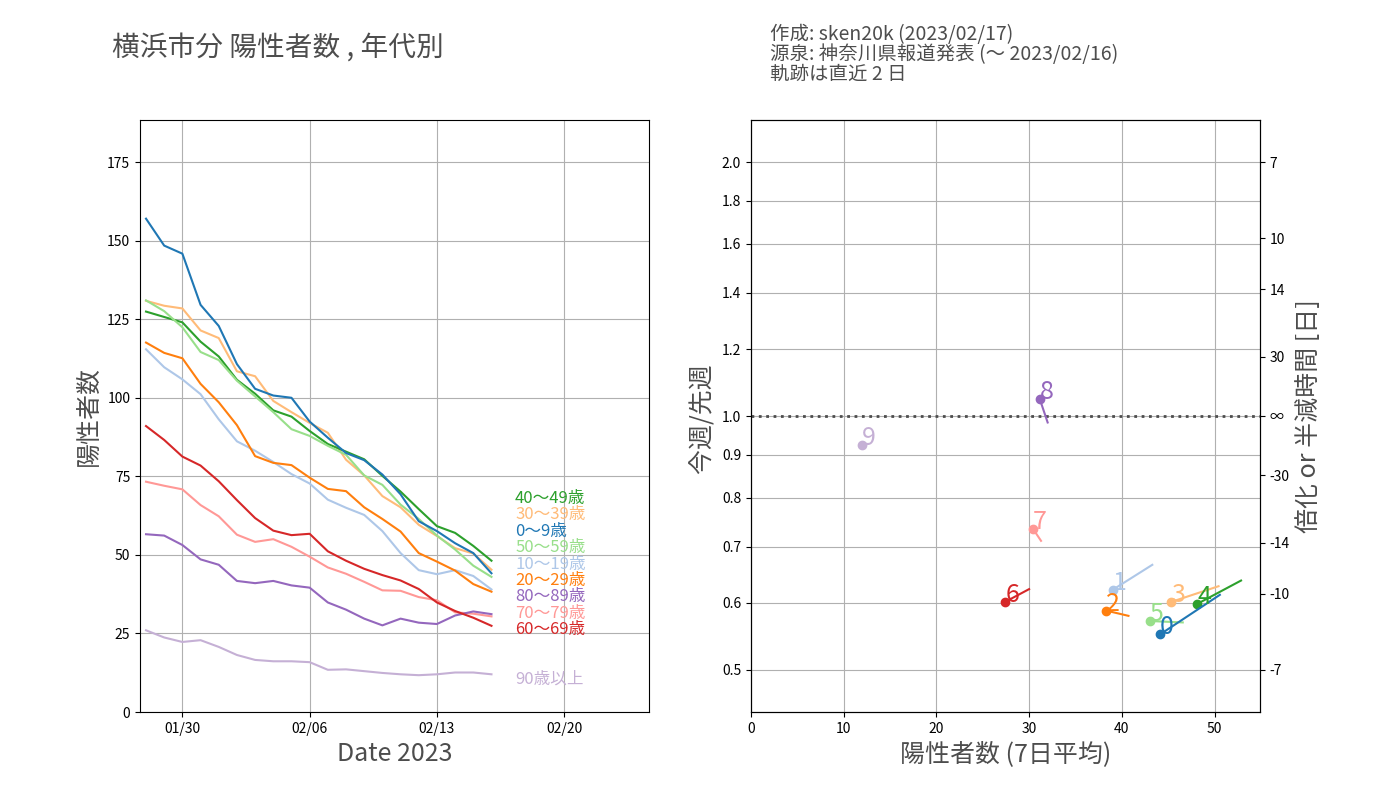 横浜市分 陽性者数 , 年代別
作成: sken20k (2023/02/17)
源泉: 神奈川県報道発表 (〜 2023/02/16)
軌跡は直近 2 日
陽性者数
175
150
125
100
75
50
25
0
01/30
02/06
02/13
02/20
Date 2023
40〜49歳
30〜39歳
0〜9歳
50〜59歳
10〜19歳
20〜29歳
80〜89歳
70〜79歳
60〜69歳
90歳以上
今週/先週
2.0
1.8
1.6
1.4
1.2
1.0
0.9
0.8
0.7
0.6
0.5
0
10
20
30
40
50
陽性者数 (7日平均)
8
9
7
1
6
2
3
4
5
0
7
10
14
30
∞
-30
-14
-10
-7
倍化 or 半減時間 [日]